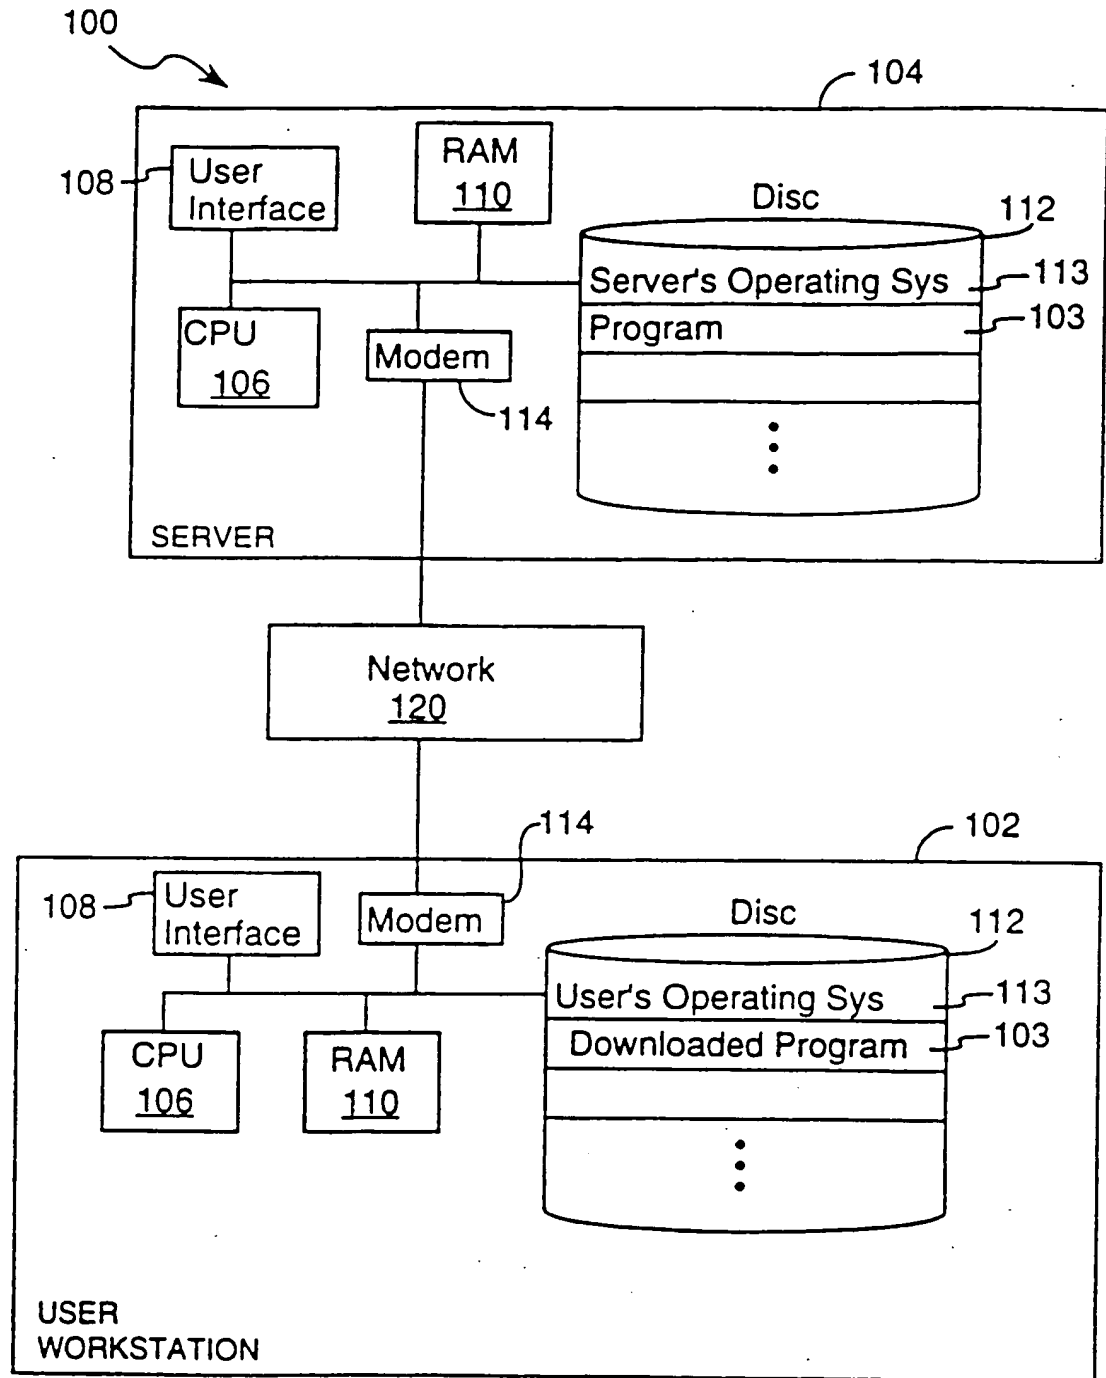 100
104
User
Interface
108
RAM
110
Disc
112
Server's Operating Sys
113
Program
103
CPU
106
Modem
114
SERVER
Network
120
114
102
108
User
Interface
Modem
Disc
112
User's Operating Sys
113
Downloaded Program
103
CPU
106
RAM
110
USER
WORKSTATION